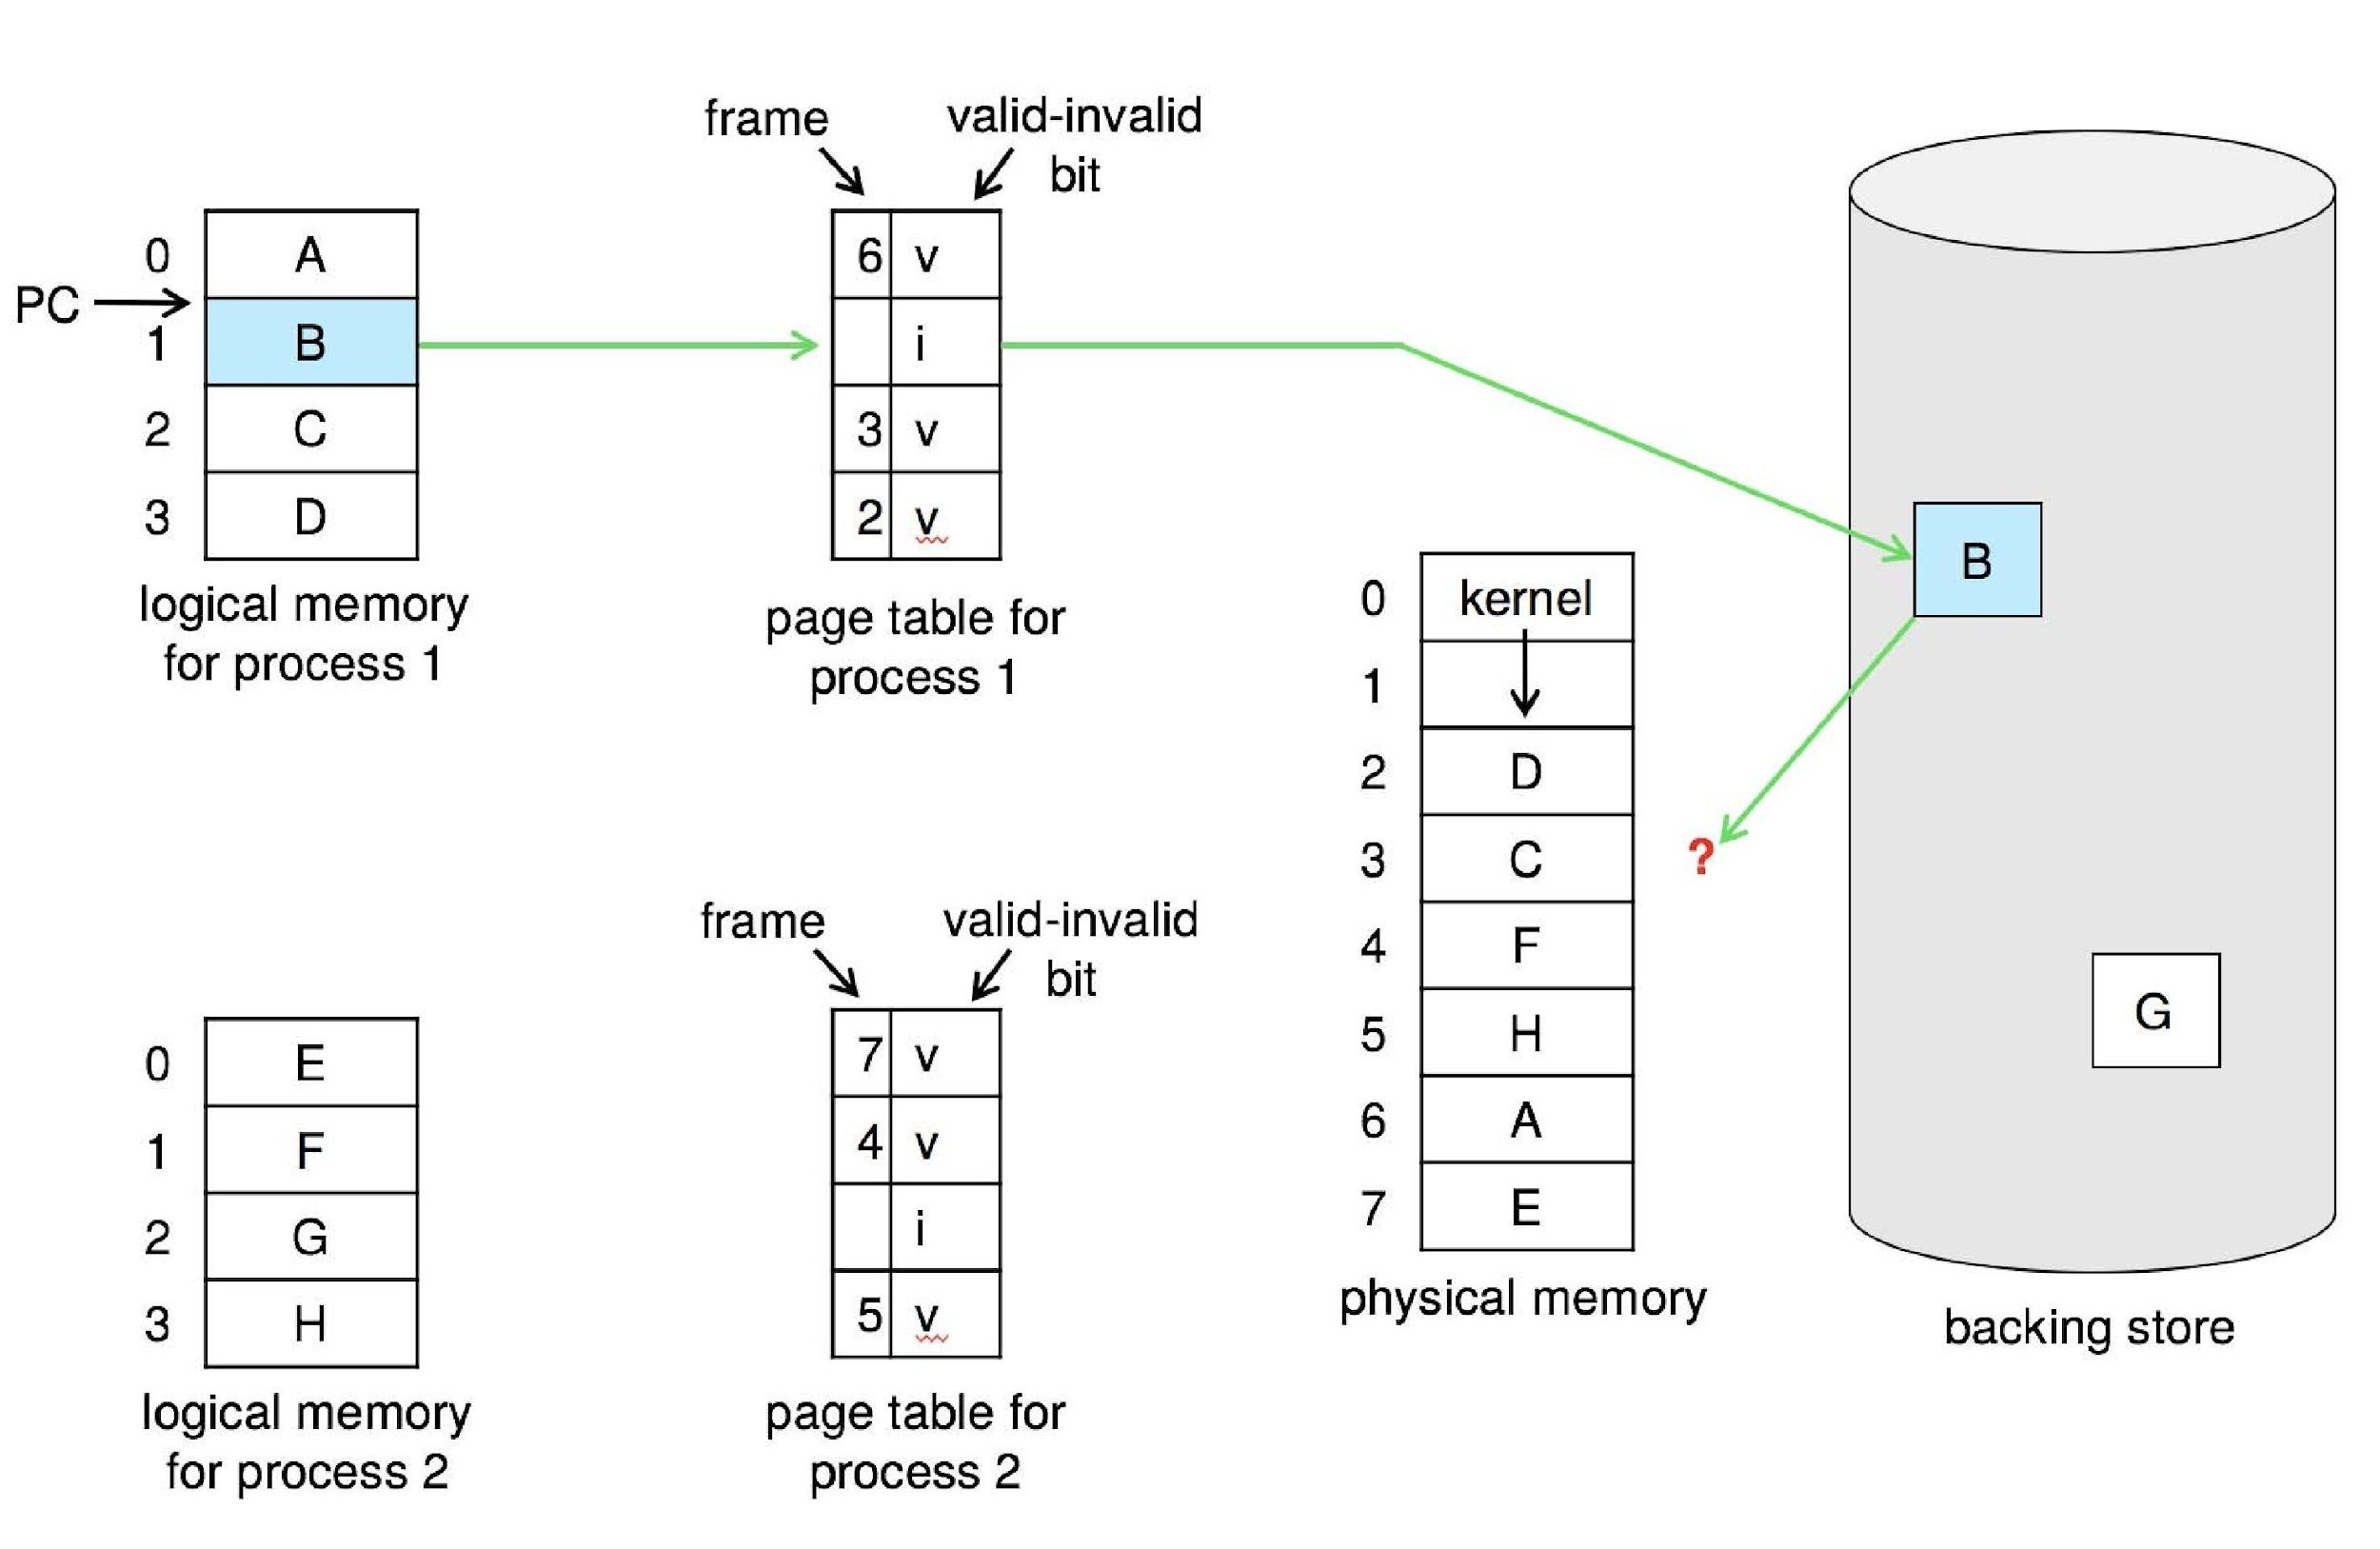 frame
valid-invalid
bit
PC
0 A
1 B
2 C
3 D
logical memory
for process 1
6 v
i
3 v
2 v
page table for
process 1
B
0 kernel
1
2 D
3 C
4 F
5 H
6 A
7 E
physical memory
?
G
backing store
frame
valid-invalid
bit
0 E
1 F
2 G
3 H
logical memory
for process 2
7 v
4 v
i
5 v
page table for
process 2